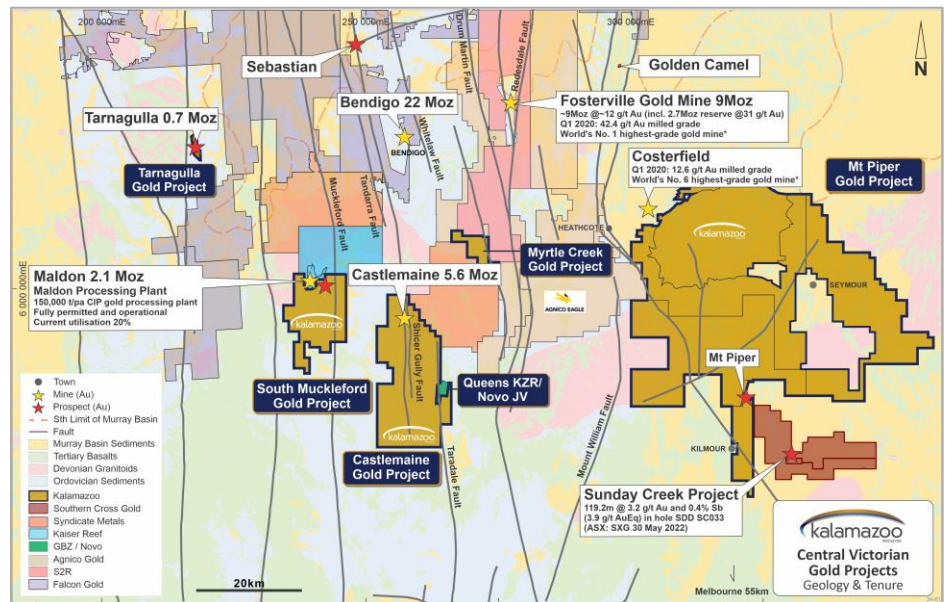 200 000mE
250 000mE
300 000mE
N
Sebastian
Drum Martin Fault
Redesdale Fault
Golden Camel
Bendigo 22 Moz
BENDIGO
Whitelaw Fault
Fosterville Gold Mine 9Moz
~9Moz @~12 g/t Au (incl. 2.7Moz reserve @31 g/t Au)
Q1 2020: 42.4 g/t Au milled grade
World's No. 1 highest-grade gold mine*
Tarnagulla 0.7 Moz
Tarnagulla
Gold Project
Costerfield
Q1 2020: 12.6 g/t Au milled grade
World's No. 6 highest-grade gold mine*
Mt Piper
Gold Project
Muckleford Fault
Tandarra Fault
HEATHCOTE
kalamazoo
Myrtle Creek
Gold Project
Maldon 2.1 Moz
Maldon Processing Plant
150,000 t/pa CIP gold processing plant
Fully permitted and operational
Current utilisation 20%
6 000 000mE
Castlemaine 5.6 Moz
AGNICO EAGLE
SEYMOUR
kalamazoo
Shicer Gully Fault
Mt Piper
South Muckleford
Gold Project
Queens KZR/
Novo JV
kalamazoo
Castlemaine
Gold Project
Taradale Fault
Mount William Fault
KILMOUR
Sunday Creek Project
119.2m @ 3.2 g/t Au and 0.4% Sb
(3.9 g/t AuEq) in hole SDD SC033
(ASX: SXG 30 May 2022)
Town
Mine (Au)
Prospect (Au)
Sth Limit of Murray Basin
Fault
Murray Basin Sediments
Tertiary Basalts
Devonian Granitoids
Ordovician Sediments
Kalamazoo
Southern Cross Gold
Syndicate Metals
Kaiser Reef
GBZ / Novo
Agnico Gold
S2R
Falcon Gold
20km
Melbourne 55km
kalamazoo
Central Victorian
Gold Projects
Geology & Tenure